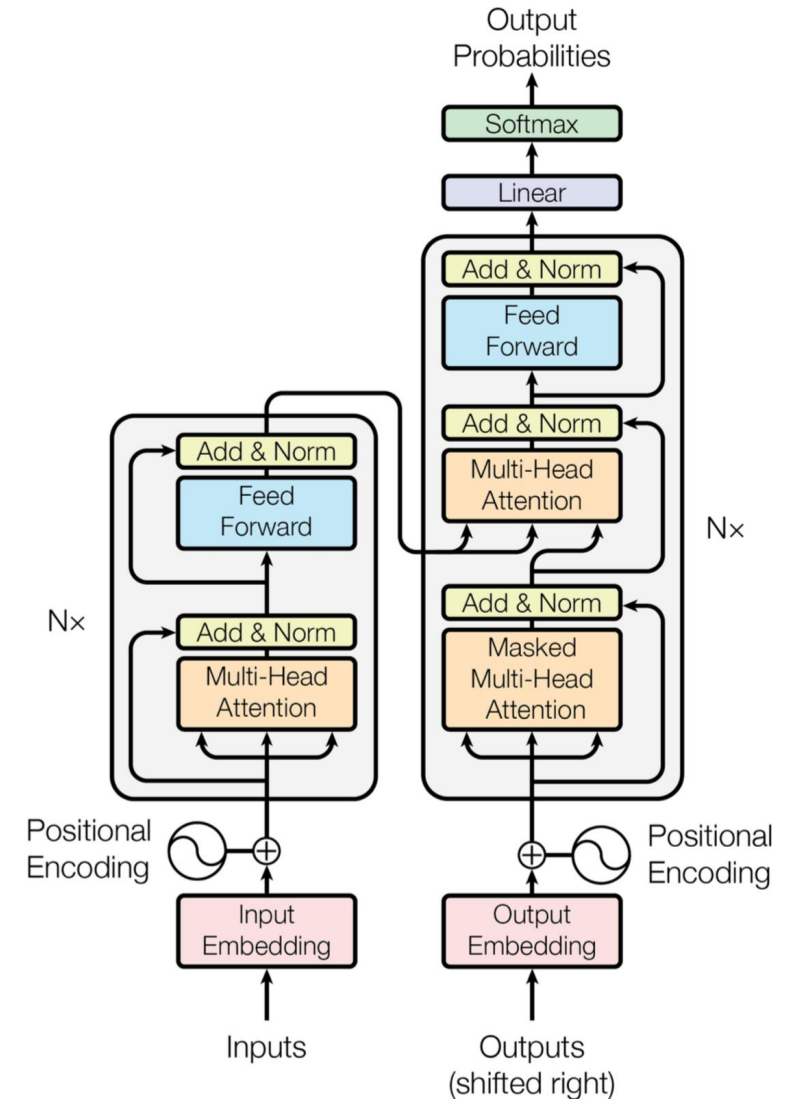 Output
Probabilities
Softmax
Linear
Add & Norm
Feed
Forward
Add & Norm
Multi-Head
Attention
Add & Norm
Masked
Multi-Head
Attention
N×
Add & Norm
Feed
Forward
Add & Norm
Multi-Head
Attention
N×
Positional
Encoding
Positional
Encoding
Input
Embedding
Output
Embedding
Inputs
Outputs
(shifted right)